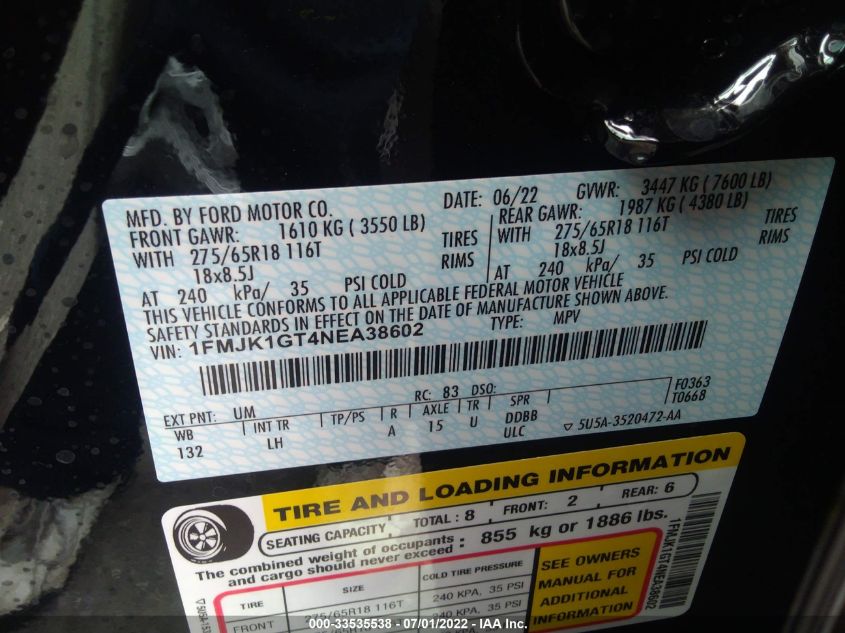 MFD. BY FORD MOTOR CO.
DATE: 06/22 GVWR: 3447 KG ( 7600 LB)
FRONT GAWR: 1610 KG ( 3550 LB)
REAR GAWR: 1987 KG ( 4380 LB)
WITH 275/65R18 116T TIRES
WITH 275/65R18 116T TIRES
18x8.5J RIMS
18x8.5J RIMS
AT 240 kPa/ 35 PSI COLD
AT 240 kPa/ 35 PSI COLD
THIS VEHICLE CONFORMS TO ALL APPLICABLE FEDERAL MOTOR VEHICLE
SAFETY STANDARDS IN EFFECT ON THE DATE OF MANUFACTURE SHOWN ABOVE.
VIN: 1FMJK1GT4NEA38602
TYPE: MPV
EXT PNT: UM RC: 83 DSO:
F0363
T0668
WB INT TR TP/PS R AXLE TR SPR
132 LH A 15 U DDBB
ULC
▽ 5U5A-3520472-AA
TIRE AND LOADING INFORMATION
SEATING CAPACITY TOTAL : 8 FRONT: 2 REAR: 6
The combined weight of occupants
and cargo should never exceed : 855 kg or 1886 lbs.
TIRE SIZE COLD TIRE PRESSURE
FRONT 275/65R18 116T 240 KPA, 35 PSI
SEE OWNERS
MANUAL FOR
ADDITIONAL
INFORMATION
1FMJK1GT4NEA38602
000-33535538 - 07/01/2022 - IAA Inc.